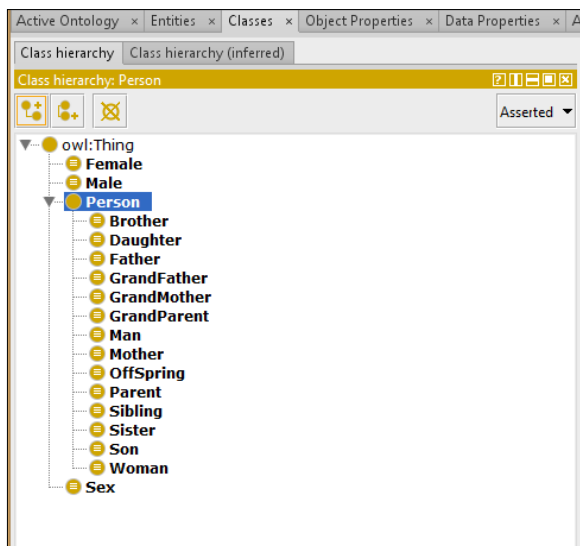 Active Ontology × Entities × Classes × Object Properties × Data Properties × A
Class hierarchy Class hierarchy (inferred)
Class hierarchy: Person
Asserted
owl:Thing
Female
Male
Person
Brother
Daughter
Father
GrandFather
GrandMother
GrandParent
Man
Mother
OffSpring
Parent
Sibling
Sister
Son
Woman
Sex